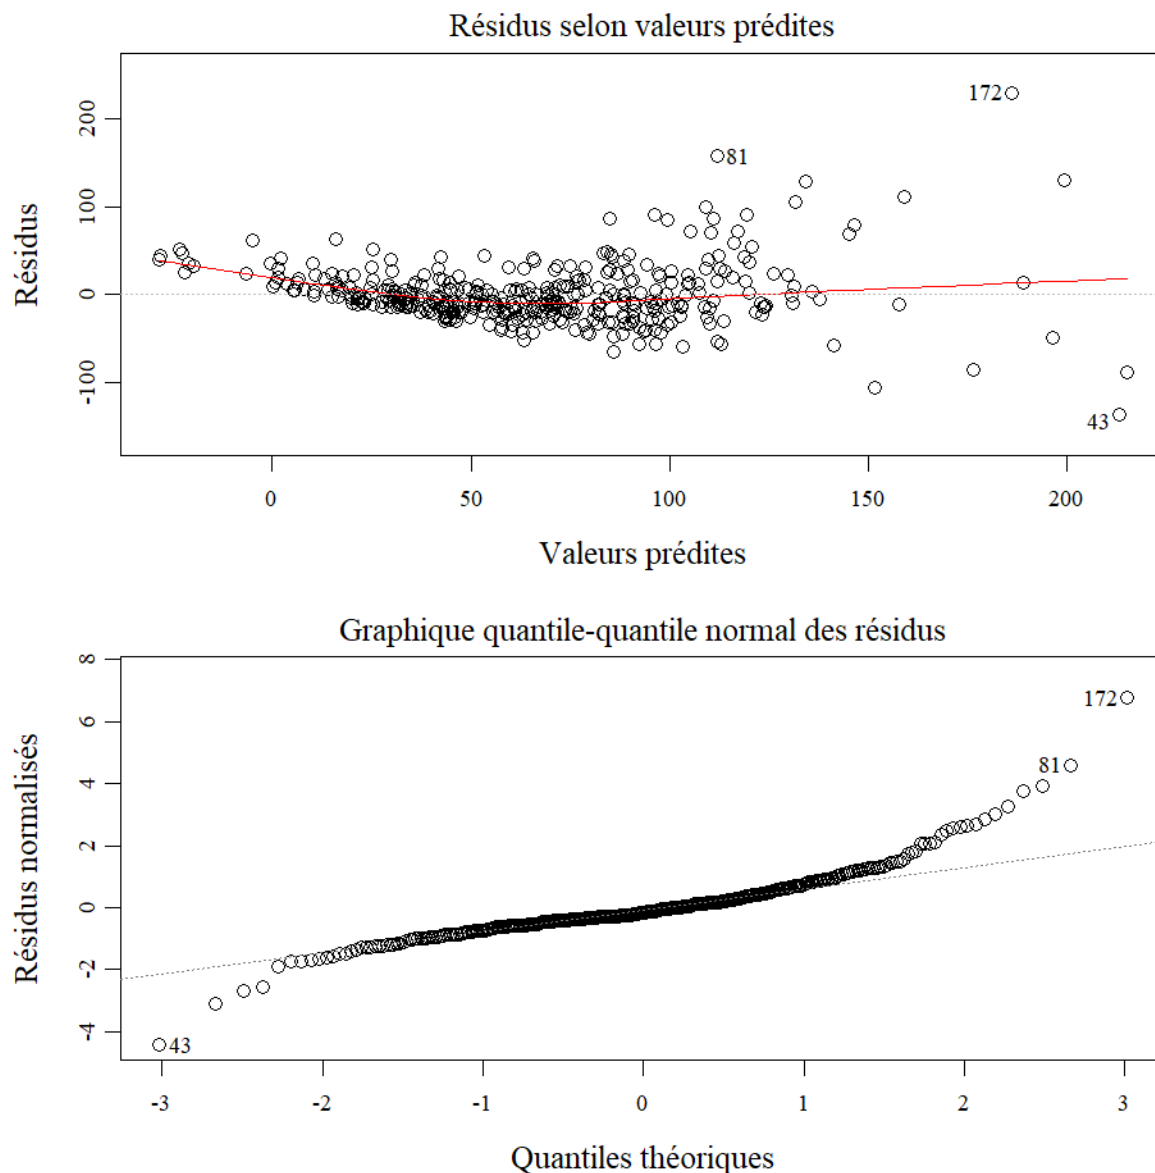 Résidus selon valeurs prédites
Résidus
200
100
0
-100
172
81
43
0 50 100 150 200
Valeurs prédites
Graphique quantile-quantile normal des résidus
Résidus normalisés
8
6
4
2
0
-2
-4
172
81
43
-3 -2 -1 0 1 2 3
Quantiles théoriques